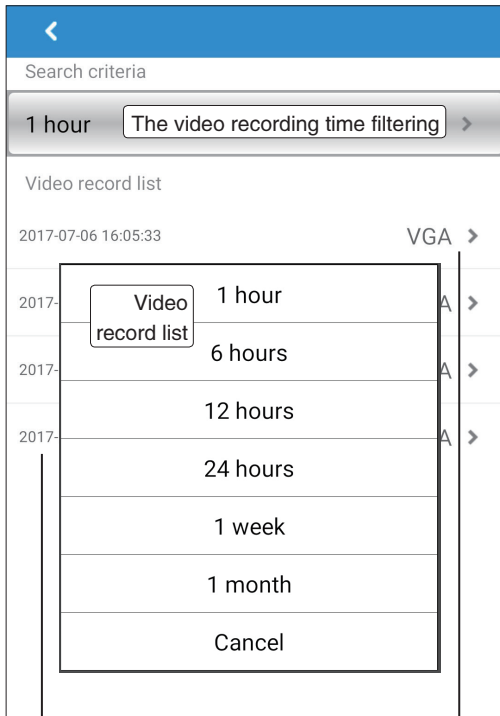 Search criteria
1 hour The video recording time filtering
Video record list
2017-07-06 16:05:33 VGA
1 hour
Video
record list
2017- A
6 hours
2017- A
12 hours
2017- A
24 hours
1 week
1 month
Cancel